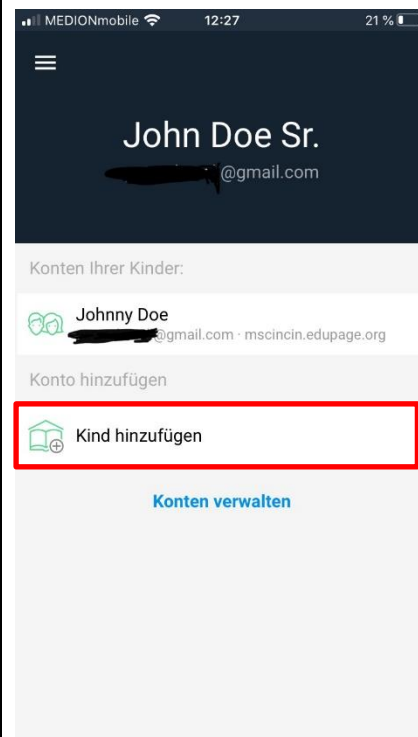 MEDIONmobile 12:27 21 %
John Doe Sr.
@gmail.com
Konten Ihrer Kinder:
Johnny Doe
@gmail.com · mscincin.edupage.org
Konto hinzufügen
Kind hinzufügen
Konten verwalten